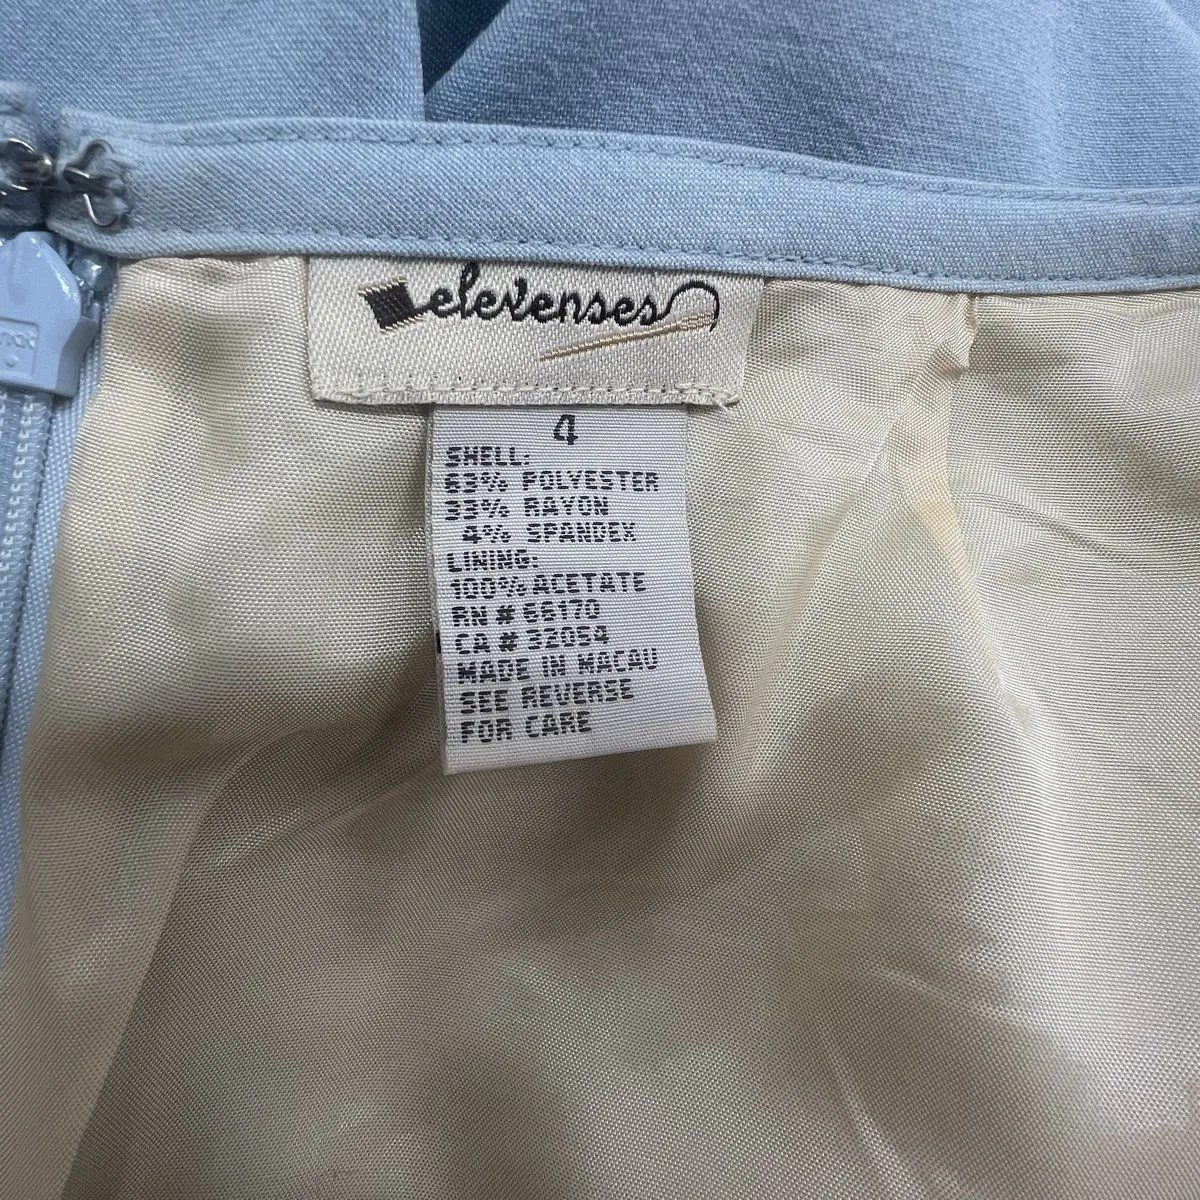 elevenses
4
SHELL:
63% POLYESTER
33% RAYON
4% SPANDEX
LINING:
100% ACETATE
RN # 66170
CA # 32054
MADE IN MACAU
SEE REVERSE
FOR CARE